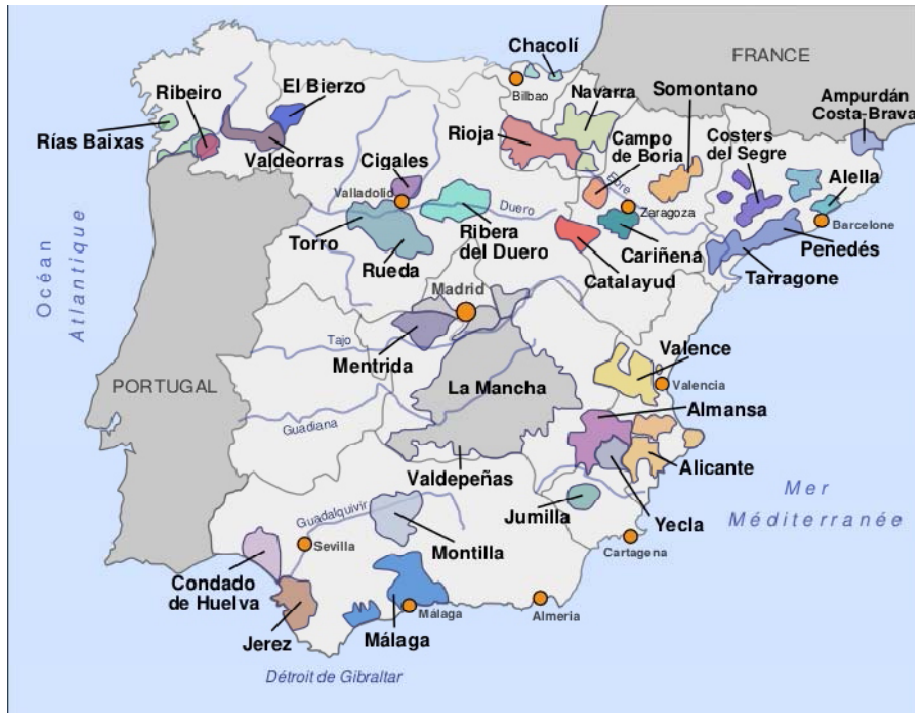 Chacolí
FRANCE
Bilbao
El Bierzo
Ribeiro
Navarra
Somontano
Ampurdán
Costa-Brava
Rías Baixas
Rioja
Campo
de Boria
Costers
del Segre
Valdeorras
Cigales
Ebre
Alella
Valladolid
Duero
Zaragoza
Barcelone
Torro
Ribera
del Duero
Cariñena
Penedés
Rueda
Catalayud
Tarragone
Océan
Atlantique
Madrid
Tajo
Mentrida
Valence
PORTUGAL
La Mancha
Valencia
Almansa
Guadiana
Valdepeñas
Alicante
Mer
Méditerranée
Guadalquivir
Jumilla
Yecla
Sevilla
Montilla
Cartagena
Condado
de Huelva
Jerez
Málaga
Málaga
Almeria
Détroit de Gibraltar